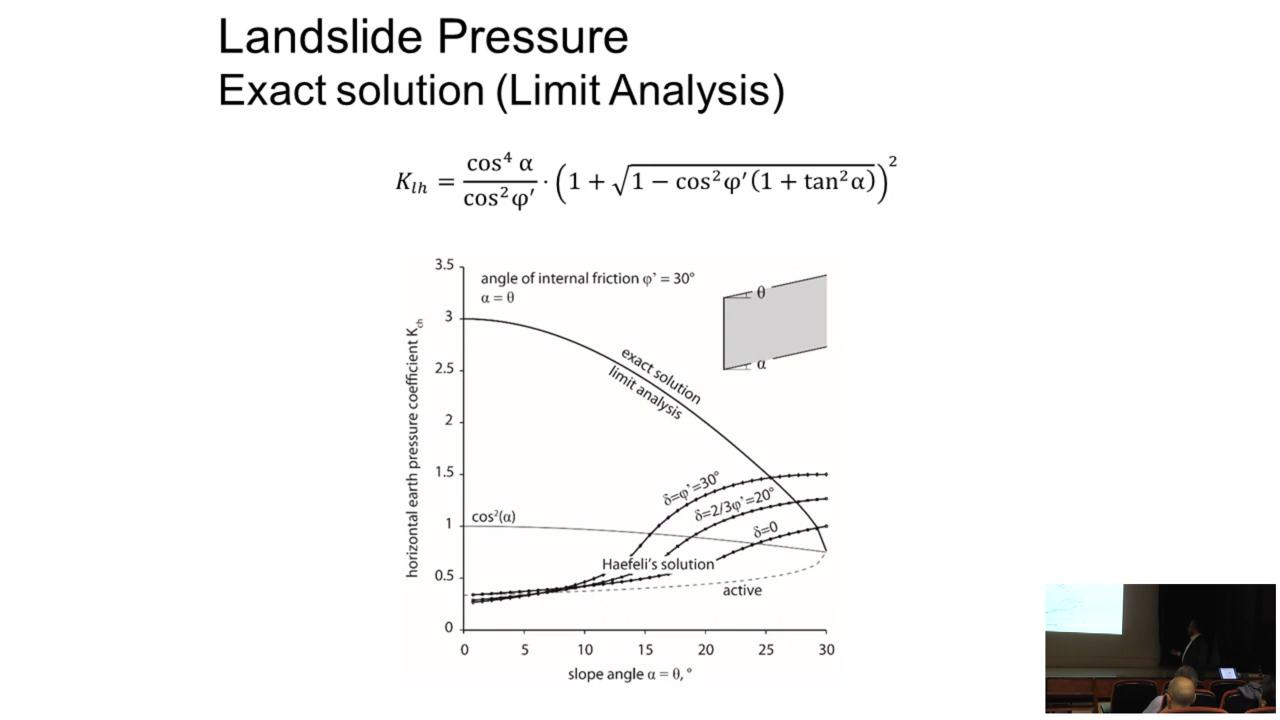 Landslide Pressure
Exact solution (Limit Analysis)
K_lh = cos⁴ α / cos² φ′ · (1 + √(1 − cos² φ′(1 + tan² α)))²
3.5
angle of internal friction φ' = 30°
α = θ
θ
3
exact solution
limit analysis
α
2.5
2
1.5
δ=φ'=30°
δ=2/3φ'=20°
cos²(α)
1
δ=0
Haefeli's solution
0.5
active
0
horizontal earth pressure coefficient K_ch
0 5 10 15 20 25 30
slope angle α = θ, °